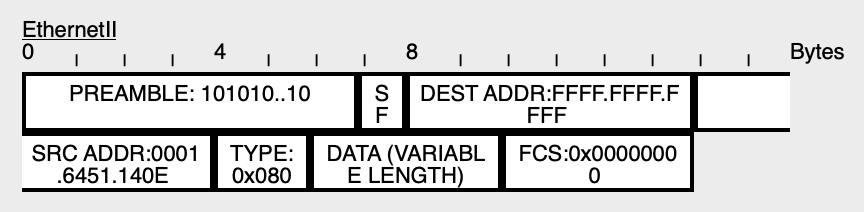 EthernetII
0 4 8 Bytes
PREAMBLE: 101010..10
S
F
DEST ADDR:FFFF.FFFF.F
FFF
SRC ADDR:0001
.6451.140E
TYPE:
0x080
DATA (VARIABL
E LENGTH)
FCS:0x0000000
0